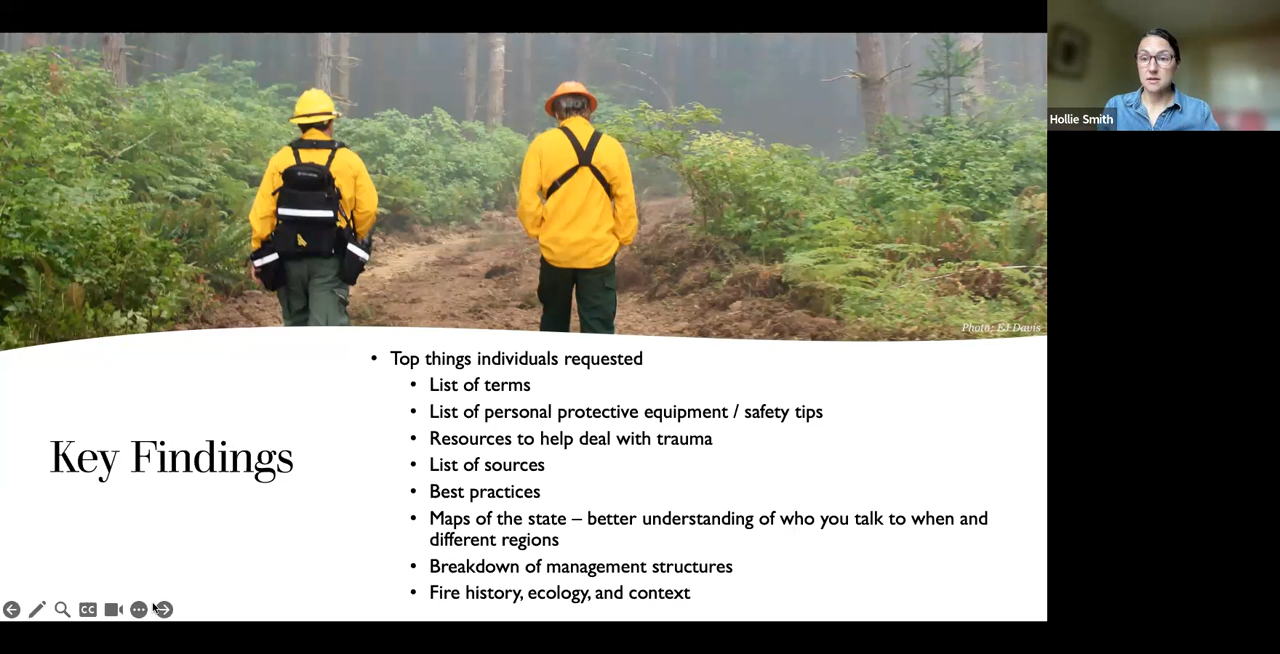 Hollie Smith
Photo: EJ Davis
Key Findings
• Top things individuals requested
• List of terms
• List of personal protective equipment / safety tips
• Resources to help deal with trauma
• List of sources
• Best practices
• Maps of the state – better understanding of who you talk to when and
different regions
• Breakdown of management structures
• Fire history, ecology, and context
CC